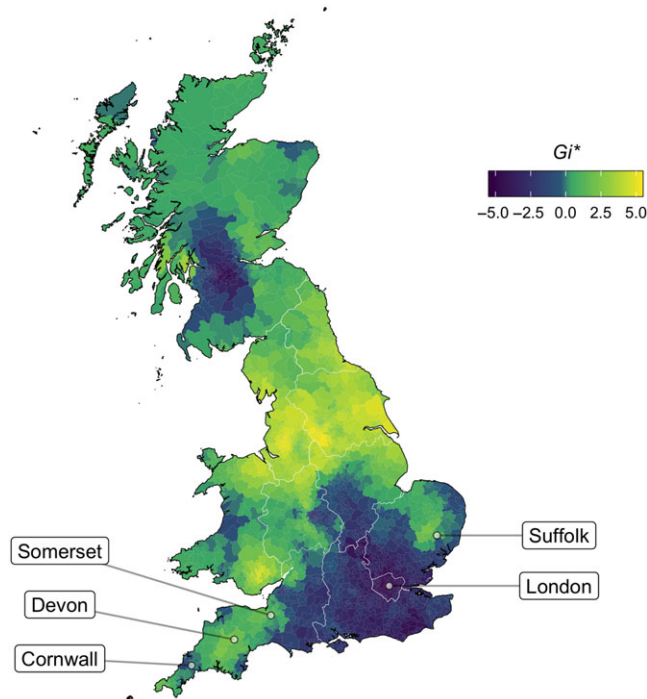 Gi*
−5.0 −2.5 0.0 2.5 5.0
Somerset
Suffolk
London
Devon
Cornwall